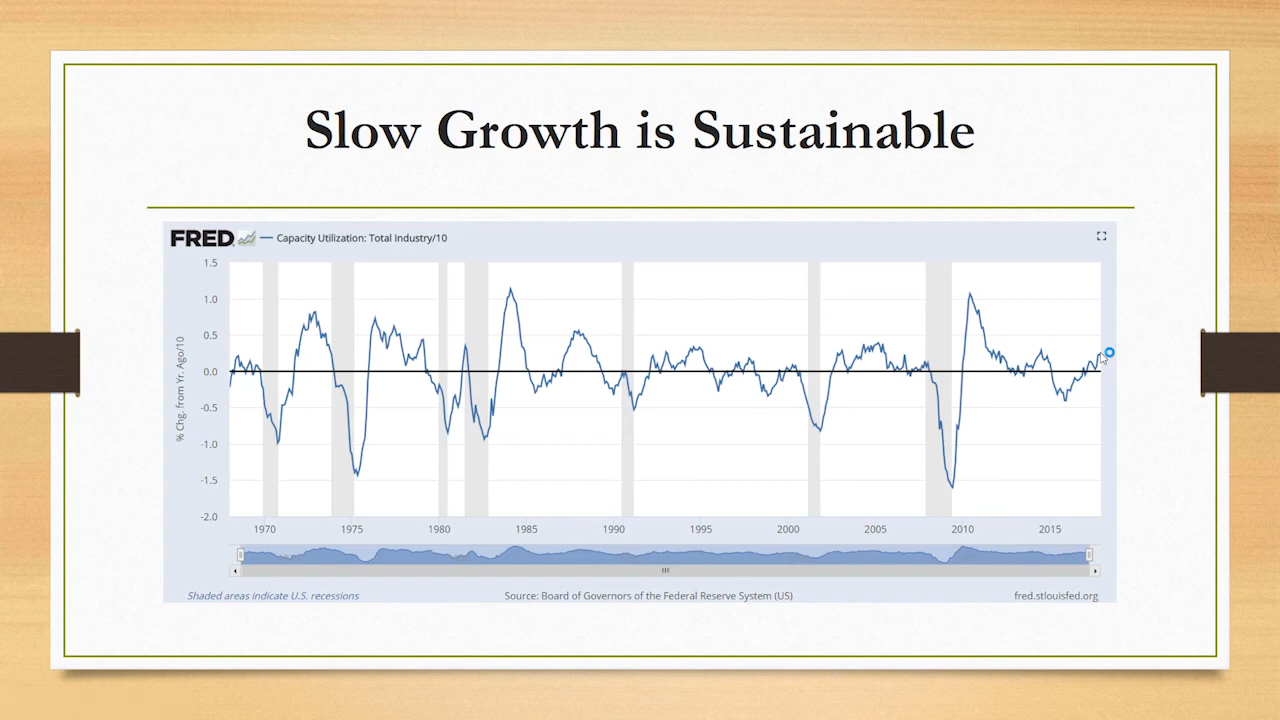 Slow Growth is Sustainable
FRED
Capacity Utilization: Total Industry/10
% Chg. from Yr. Ago/10
1.5
1.0
0.5
0.0
-0.5
-1.0
-1.5
-2.0
1970 1975 1980 1985 1990 1995 2000 2005 2010 2015
Shaded areas indicate U.S. recessions
Source: Board of Governors of the Federal Reserve System (US)
fred.stlouisfed.org